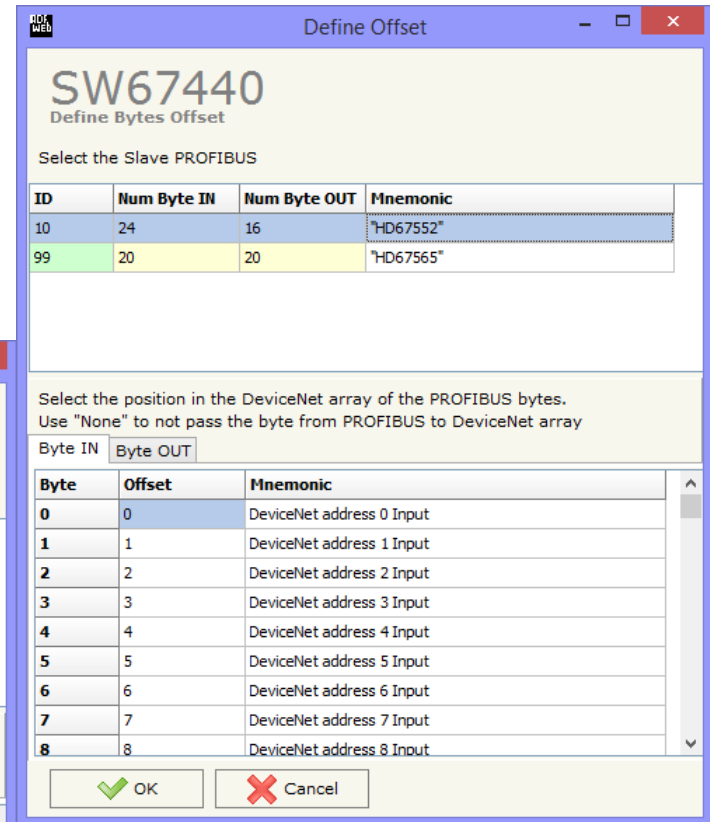 ADF
WEB
Define Offset
SW67440
Define Bytes Offset
Select the Slave PROFIBUS
ID Num Byte IN Num Byte OUT Mnemonic
10 24 16 "HD67552"
99 20 20 "HD67565"
Select the position in the DeviceNet array of the PROFIBUS bytes.
Use "None" to not pass the byte from PROFIBUS to DeviceNet array
Byte IN Byte OUT
Byte Offset Mnemonic
0 0 DeviceNet address 0 Input
1 1 DeviceNet address 1 Input
2 2 DeviceNet address 2 Input
3 3 DeviceNet address 3 Input
4 4 DeviceNet address 4 Input
5 5 DeviceNet address 5 Input
6 6 DeviceNet address 6 Input
7 7 DeviceNet address 7 Input
8 8 DeviceNet address 8 Input
OK Cancel